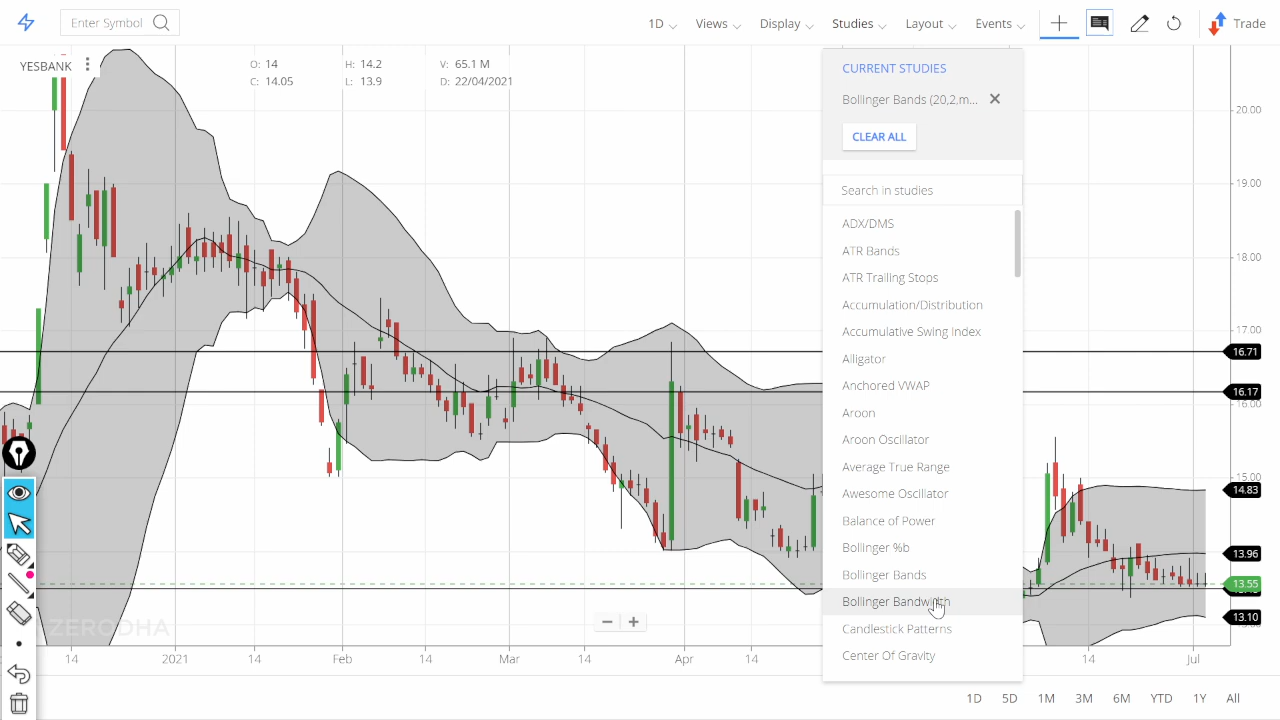 Enter Symbol
1D Views Display Studies Layout Events Trade
YESBANK
O: 14 H: 14.2 V: 65.1 M
C: 14.05 L: 13.9 D: 22/04/2021
CURRENT STUDIES
Bollinger Bands (20,2,m...
CLEAR ALL
Search in studies
ADX/DMS
ATR Bands
ATR Trailing Stops
Accumulation/Distribution
Accumulative Swing Index
Alligator
Anchored VWAP
Aroon
Aroon Oscillator
Average True Range
Awesome Oscillator
Balance of Power
Bollinger %b
Bollinger Bands
Bollinger Bandwidth
Candlestick Patterns
Center Of Gravity
20.00
19.00
18.00
17.00
16.71
16.17
16.00
15.00
14.83
13.96
13.55
13.10
ZERODHA
14 2021 14 Feb 14 Mar 14 Apr 14 14 Jul
1D 5D 1M 3M 6M YTD 1Y All